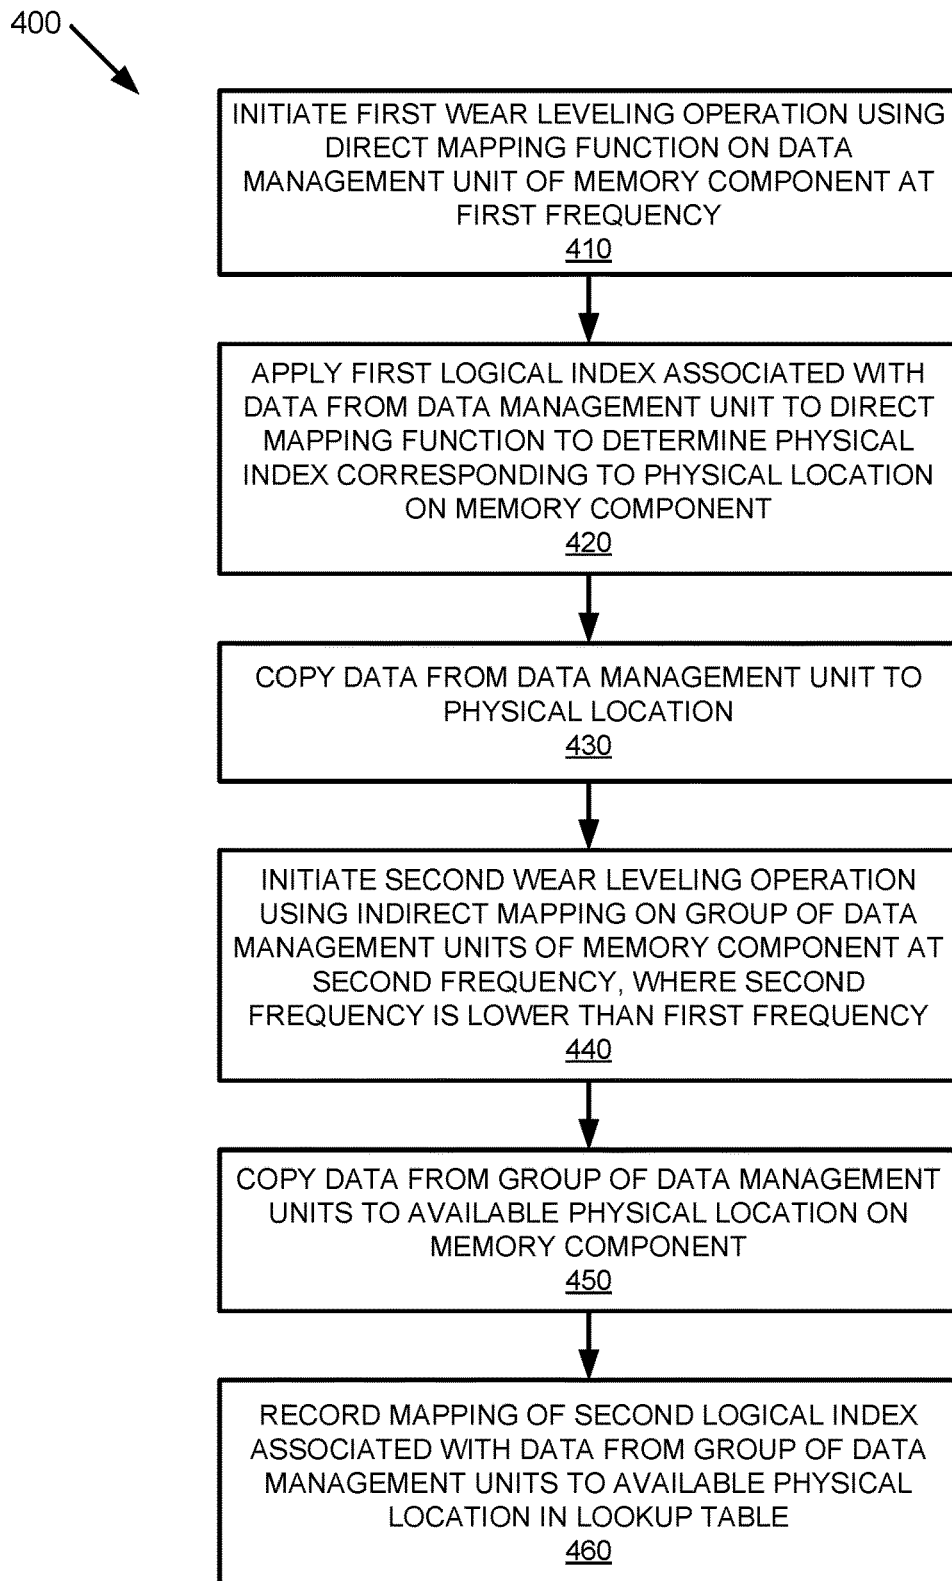 400
INITIATE FIRST WEAR LEVELING OPERATION USING
DIRECT MAPPING FUNCTION ON DATA
MANAGEMENT UNIT OF MEMORY COMPONENT AT
FIRST FREQUENCY
410
APPLY FIRST LOGICAL INDEX ASSOCIATED WITH
DATA FROM DATA MANAGEMENT UNIT TO DIRECT
MAPPING FUNCTION TO DETERMINE PHYSICAL
INDEX CORRESPONDING TO PHYSICAL LOCATION
ON MEMORY COMPONENT
420
COPY DATA FROM DATA MANAGEMENT UNIT TO
PHYSICAL LOCATION
430
INITIATE SECOND WEAR LEVELING OPERATION
USING INDIRECT MAPPING ON GROUP OF DATA
MANAGEMENT UNITS OF MEMORY COMPONENT AT
SECOND FREQUENCY, WHERE SECOND
FREQUENCY IS LOWER THAN FIRST FREQUENCY
440
COPY DATA FROM GROUP OF DATA MANAGEMENT
UNITS TO AVAILABLE PHYSICAL LOCATION ON
MEMORY COMPONENT
450
RECORD MAPPING OF SECOND LOGICAL INDEX
ASSOCIATED WITH DATA FROM GROUP OF DATA
MANAGEMENT UNITS TO AVAILABLE PHYSICAL
LOCATION IN LOOKUP TABLE
460